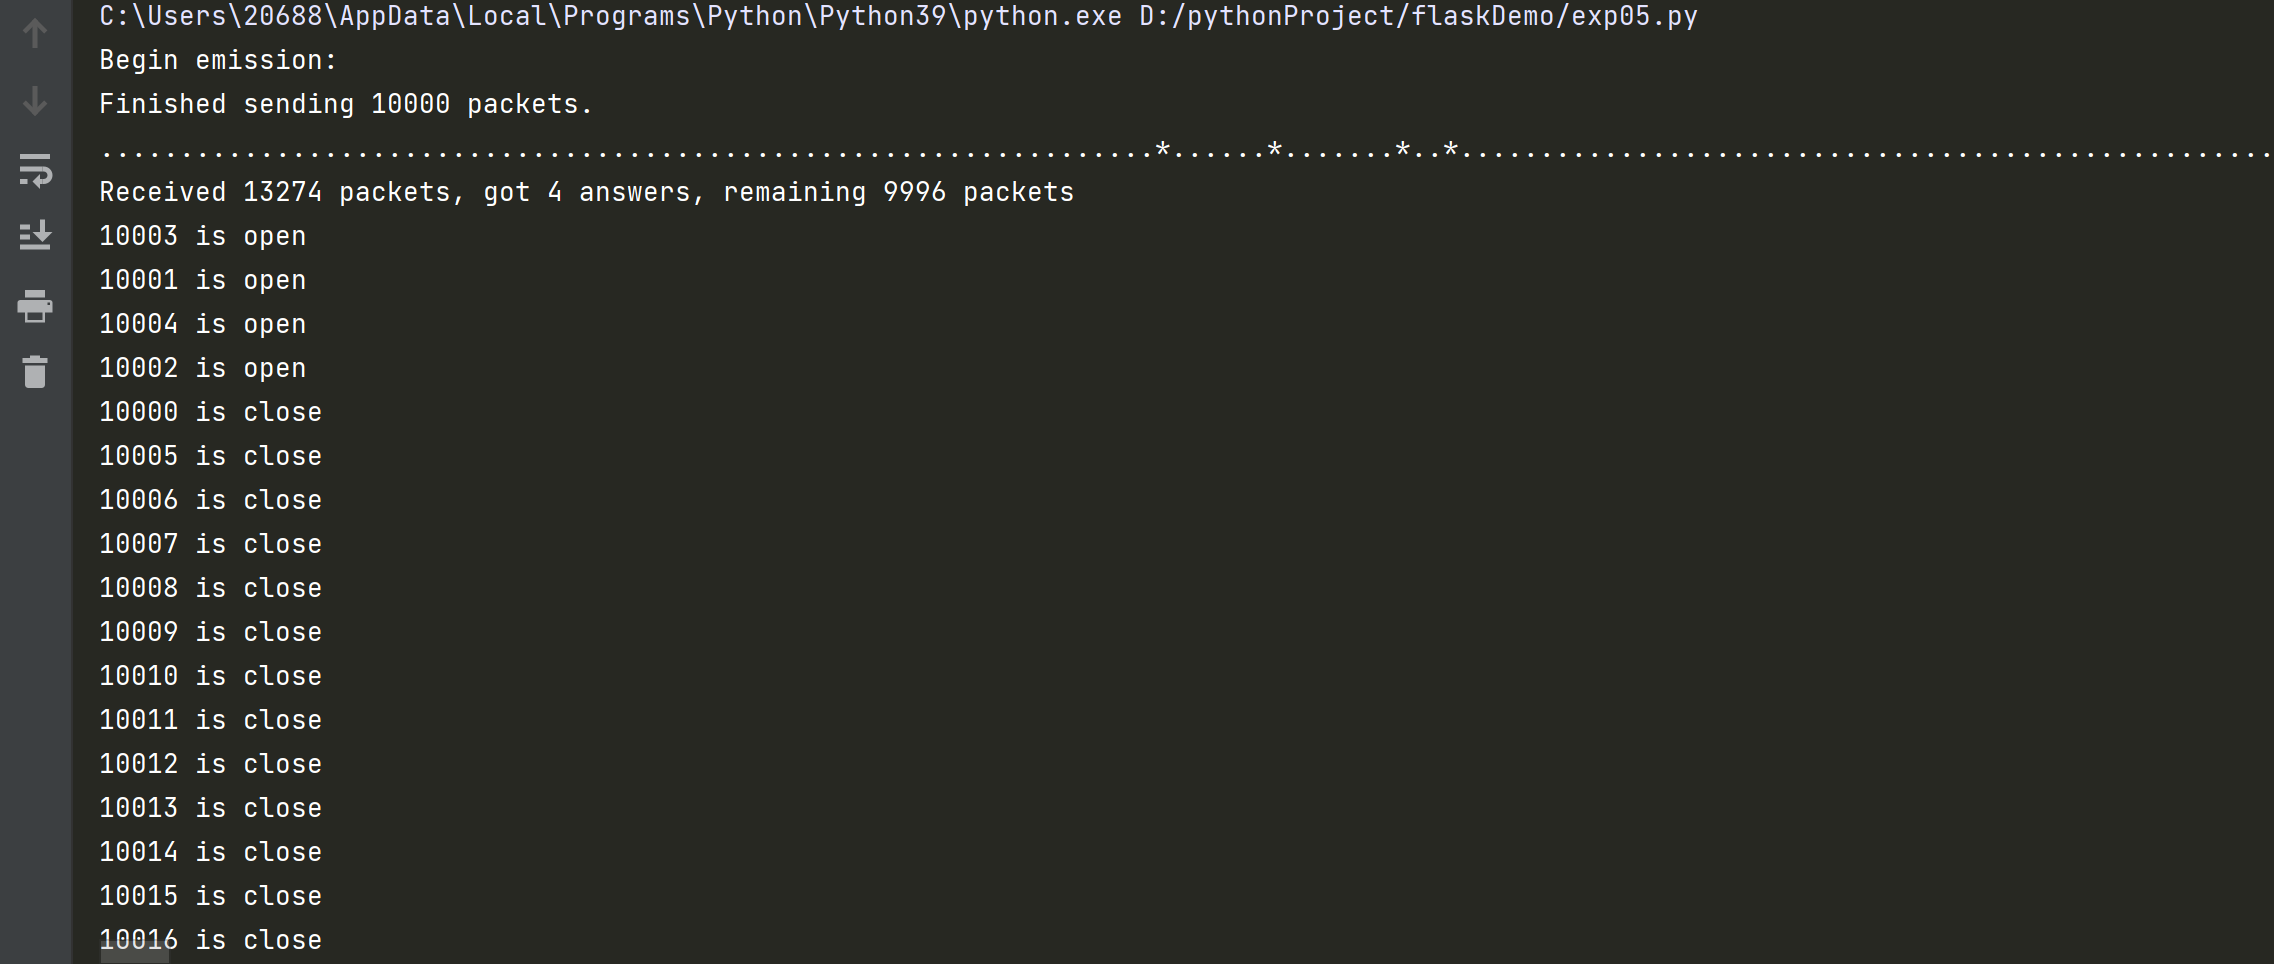 C:\Users\20688\AppData\Local\Programs\Python\Python39\python.exe D:/pythonProject/flaskDemo/exp05.py
Begin emission:
Finished sending 10000 packets.
..................................................................*......*.......*..*...................................................
Received 13274 packets, got 4 answers, remaining 9996 packets
10003 is open
10001 is open
10004 is open
10002 is open
10000 is close
10005 is close
10006 is close
10007 is close
10008 is close
10009 is close
10010 is close
10011 is close
10012 is close
10013 is close
10014 is close
10015 is close
10016 is close